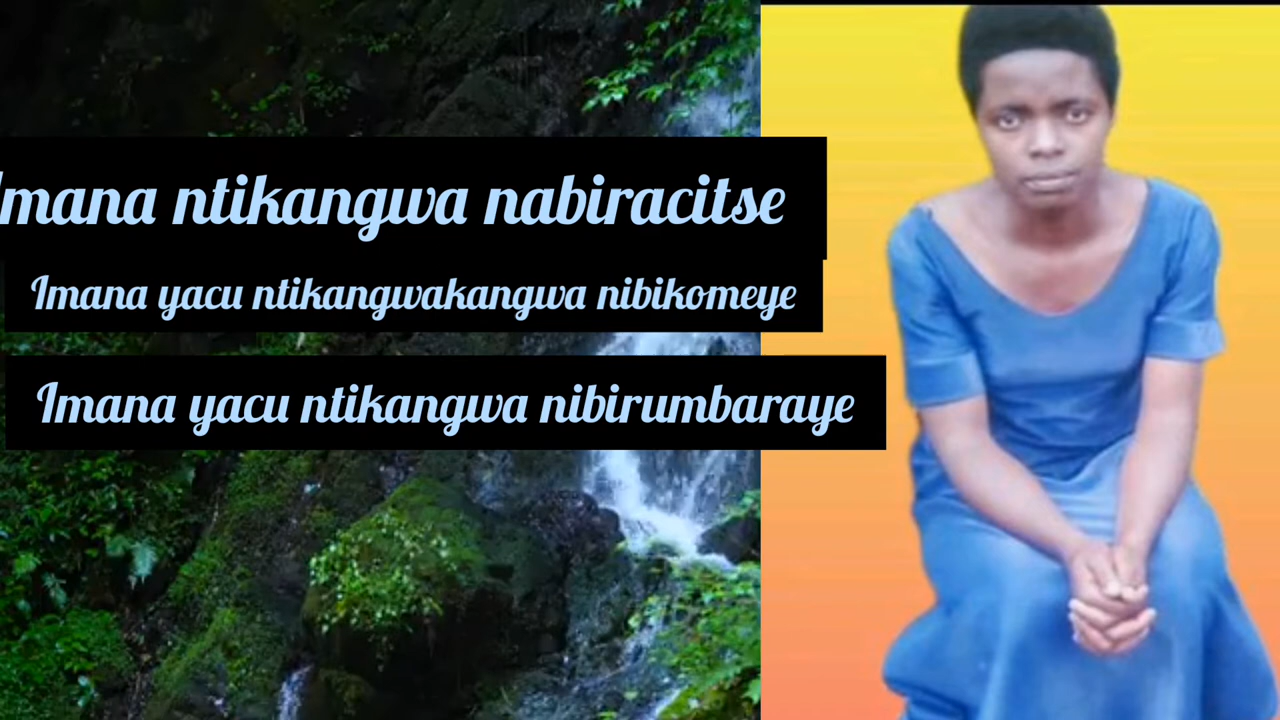 Imana ntikangwa nabiracitse
Imana yacu ntikangwakangwa nibikomeye
Imana yacu ntikangwa nibirumbaraye